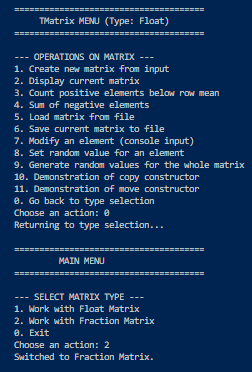 ======================================
TMatrix MENU (Type: Float)
======================================
--- OPERATIONS ON MATRIX ---
1. Create new matrix from input
2. Display current matrix
3. Count positive elements below row mean
4. Sum of negative elements
5. Load matrix from file
6. Save current matrix to file
7. Modify an element (console input)
8. Set random value for an element
9. Generate random values for the whole matrix
10. Demonstration of copy constructor
11. Demonstration of move constructor
0. Go back to type selection
Choose an action: 0
Returning to type selection...
======================================
MAIN MENU
======================================
--- SELECT MATRIX TYPE ---
1. Work with Float Matrix
2. Work with Fraction Matrix
0. Exit
Choose an action: 2
Switched to Fraction Matrix.